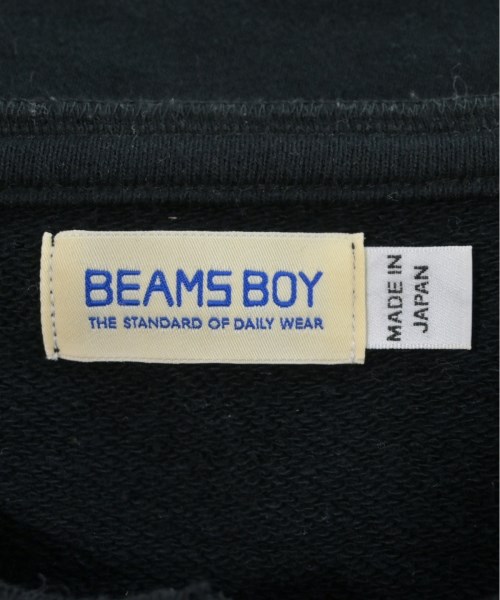 BEAMS BOY
THE STANDARD OF DAILY WEAR
MADE IN
JAPAN